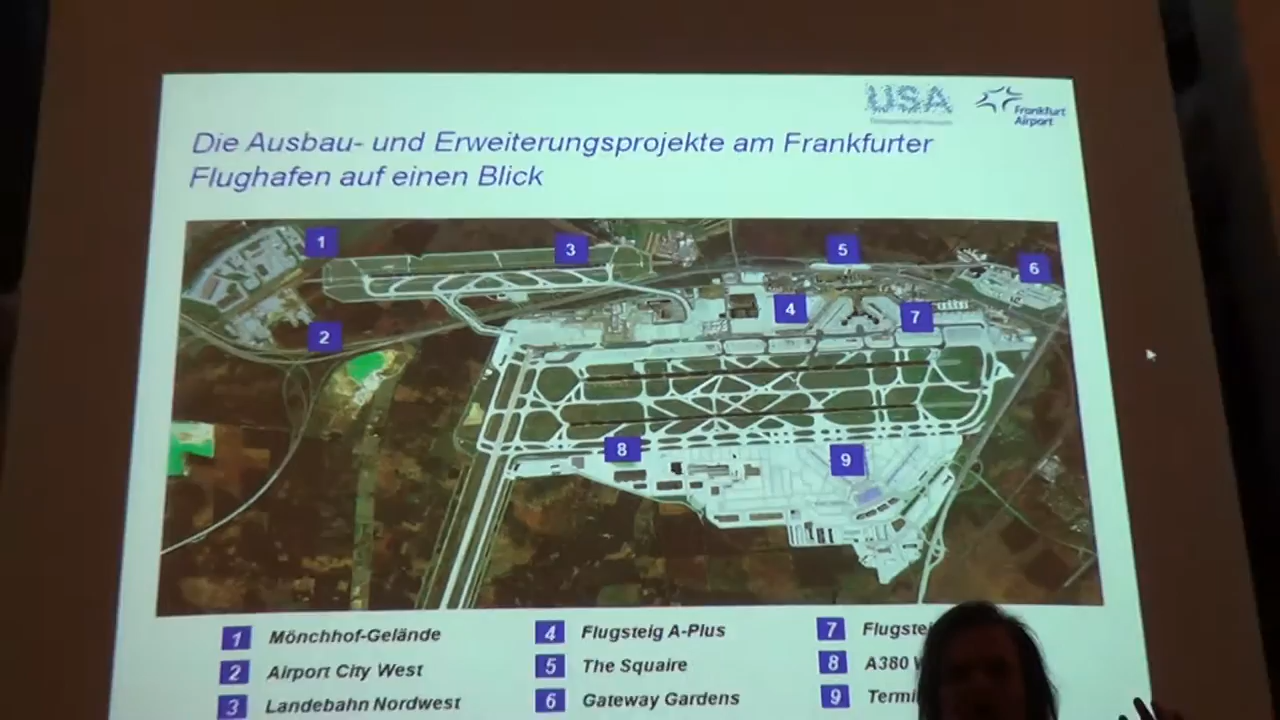 USA
Frankfurt
Airport
Die Ausbau- und Erweiterungsprojekte am Frankfurter
Flughafen auf einen Blick
1
3
5
6
4
7
2
8
9
1 Mönchhof-Gelände
2 Airport City West
3 Landebahn Nordwest
4 Flugsteig A-Plus
5 The Squaire
6 Gateway Gardens
7 Flugstei
8 A380
9 Termi